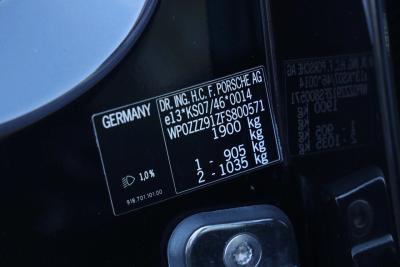 GERMANY
DR. ING. H.C. F. PORSCHE AG
e13*KS07/46*0014
WP0ZZZ91ZFS800571
1900 kg
kg
1 - 905 kg
2 - 1035 kg
1,0%
918.701.101.00